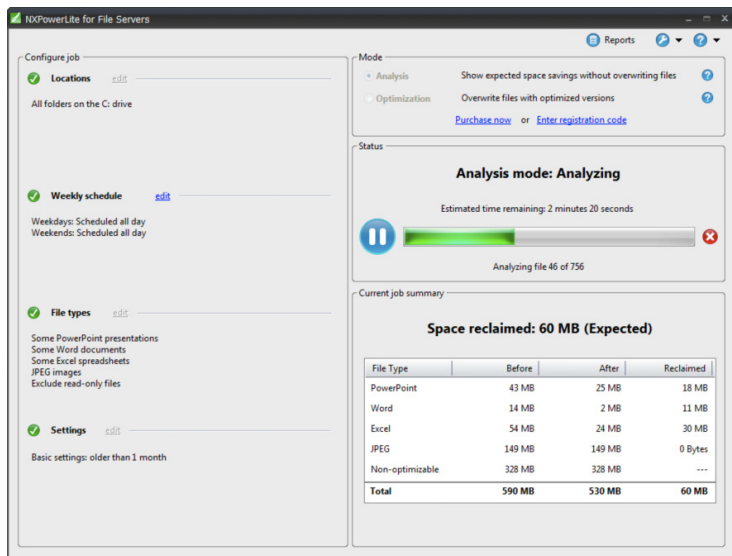 NXPowerLite for File Servers
Reports
Configure job
Locations edit
All folders on the C: drive
Weekly schedule edit
Weekdays: Scheduled all day
Weekends: Scheduled all day
File types edit
Some PowerPoint presentations
Some Word documents
Some Excel spreadsheets
JPEG images
Exclude read-only files
Settings edit
Basic settings: older than 1 month
Mode
Analysis Show expected space savings without overwriting files
Optimization Overwrite files with optimized versions
Purchase now or Enter registration code
Status
Analysis mode: Analyzing
Estimated time remaining: 2 minutes 20 seconds
Analyzing file 46 of 756
Current job summary
Space reclaimed: 60 MB (Expected)
File Type Before After Reclaimed
PowerPoint 43 MB 25 MB 18 MB
Word 14 MB 2 MB 11 MB
Excel 54 MB 24 MB 30 MB
JPEG 149 MB 149 MB 0 Bytes
Non-optimizable 328 MB 328 MB ---
Total 590 MB 530 MB 60 MB